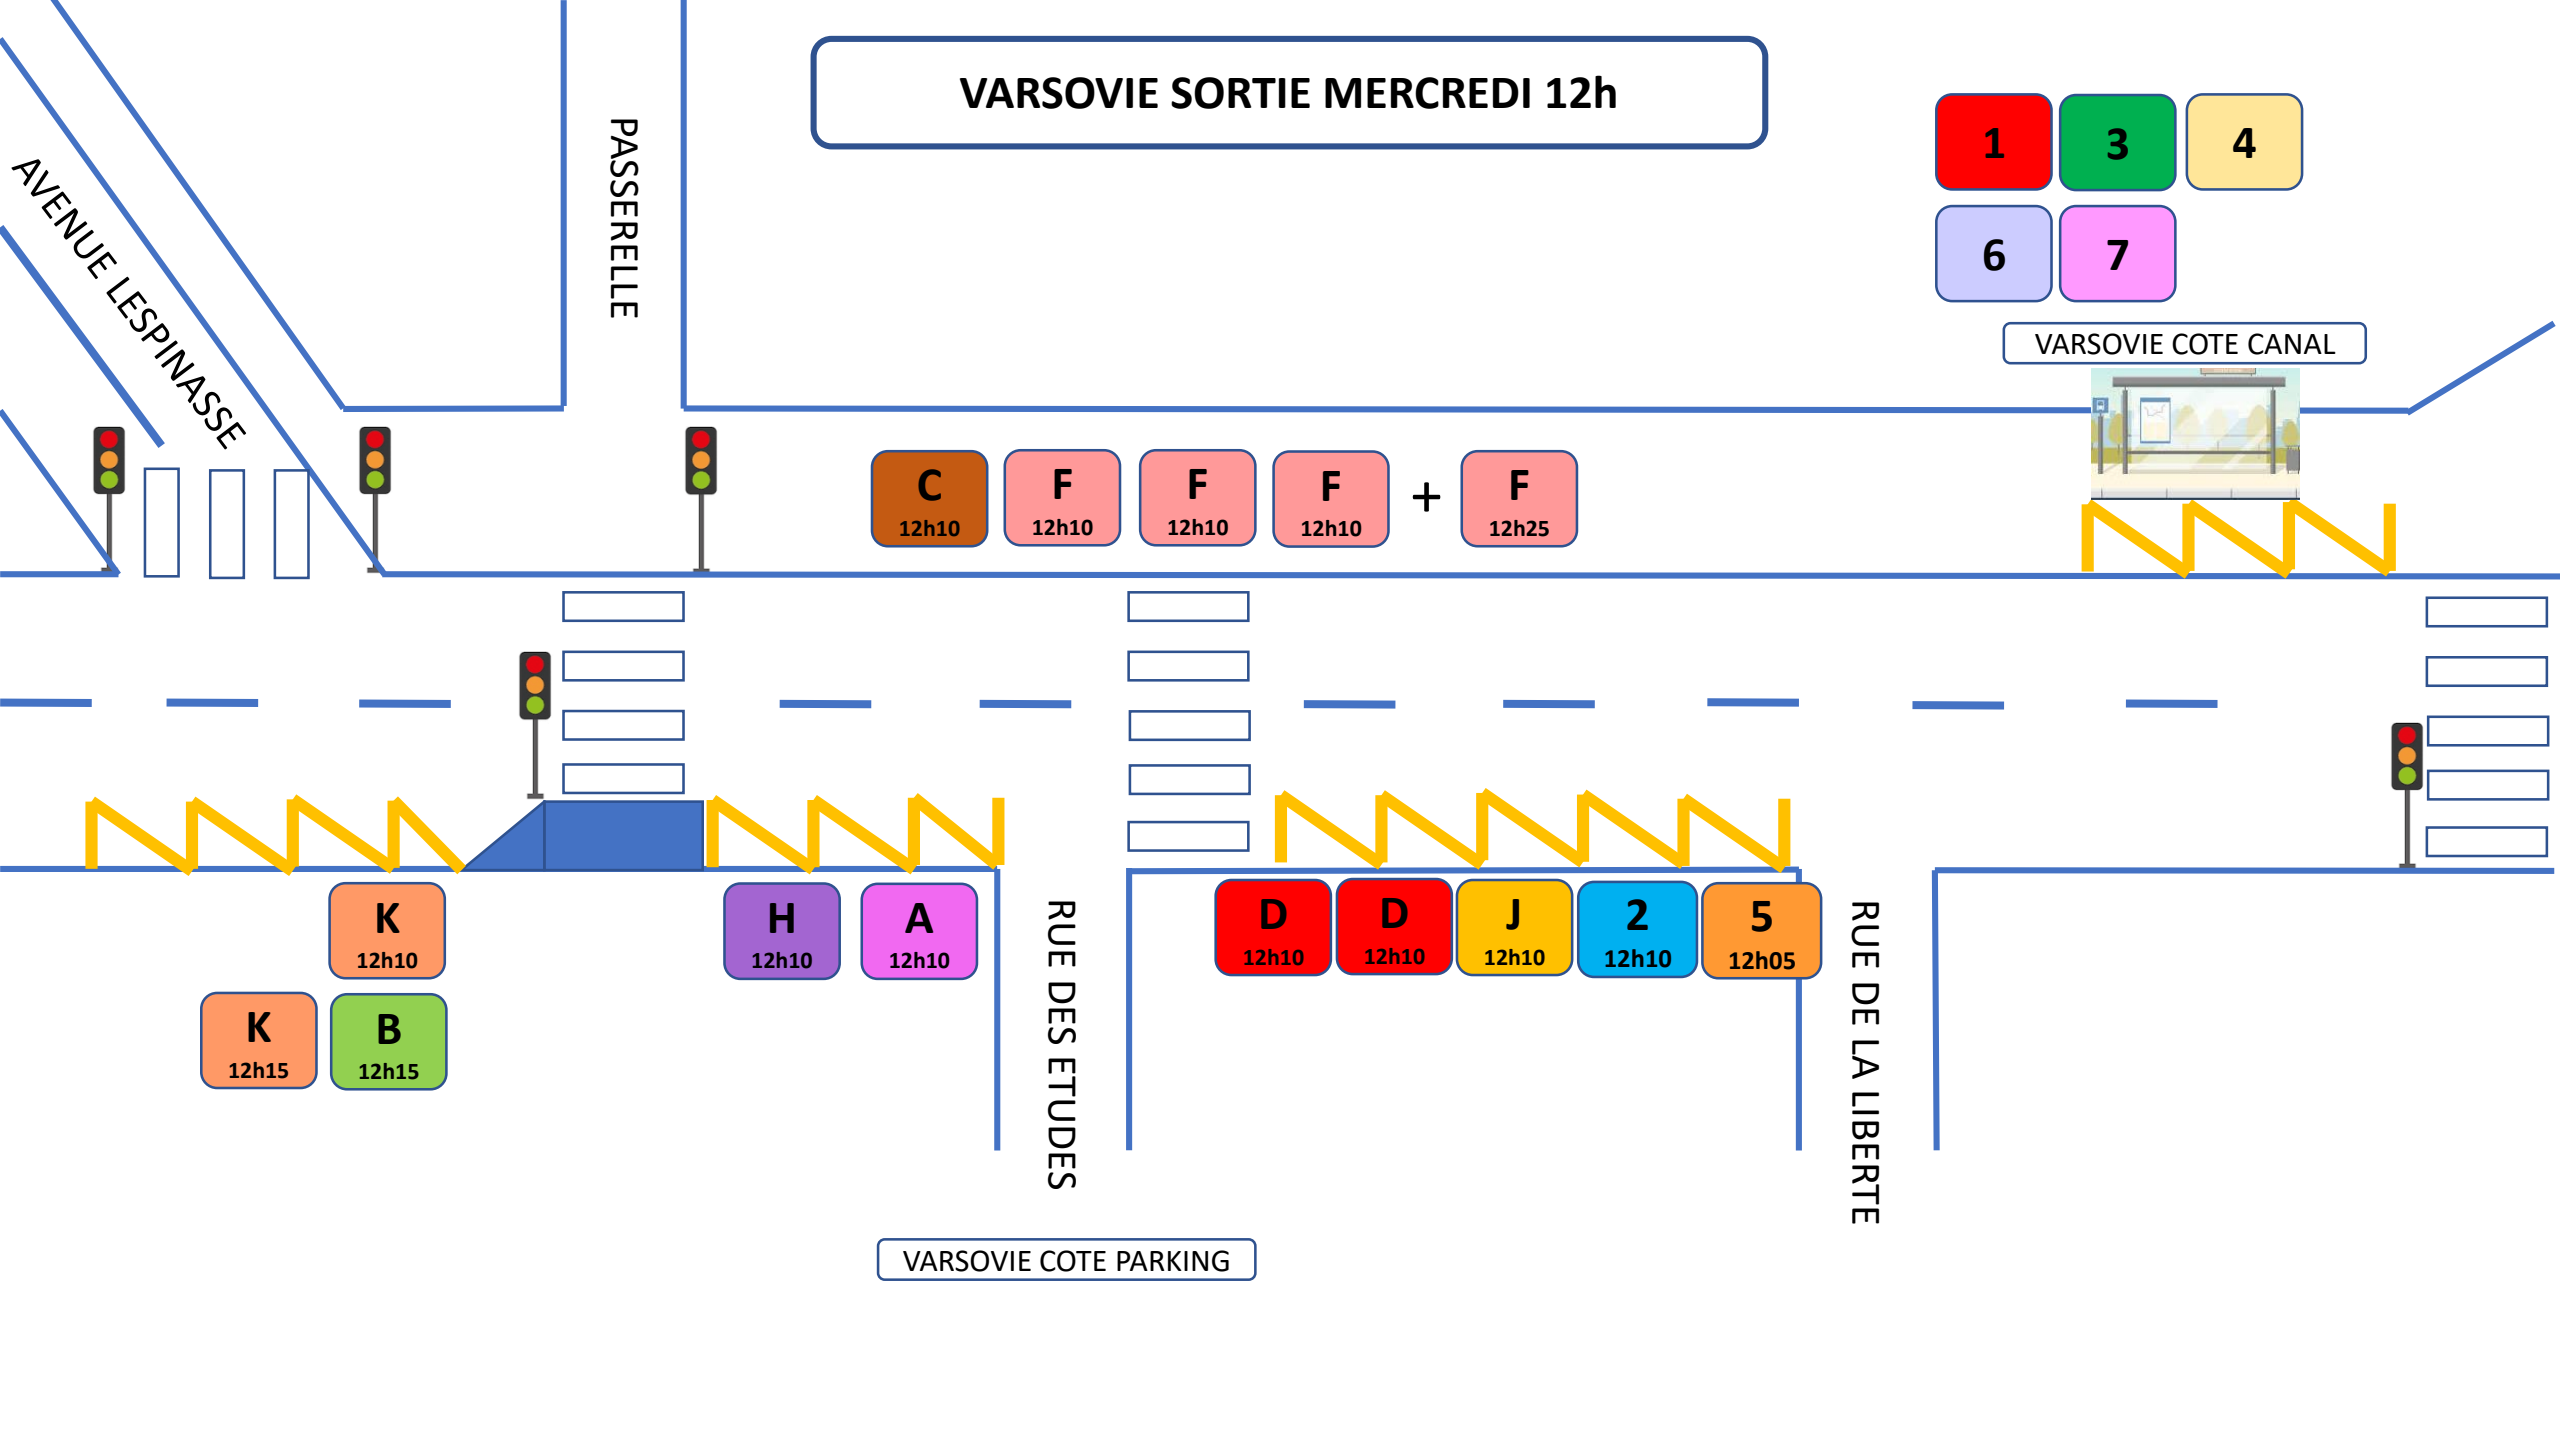 VARSOVIE SORTIE MERCREDI 12h
1
3
4
6
7
VARSOVIE COTE CANAL
PASSERELLE
AVENUE LESPINASSE
C
12h10
F
12h10
F
12h10
F
12h10
+
F
12h25
K
12h10
K
12h15
B
12h15
H
12h10
A
12h10
RUE DES ETUDES
D
12h10
D
12h10
J
12h10
2
12h10
5
12h05
RUE DE LA LIBERTE
VARSOVIE COTE PARKING